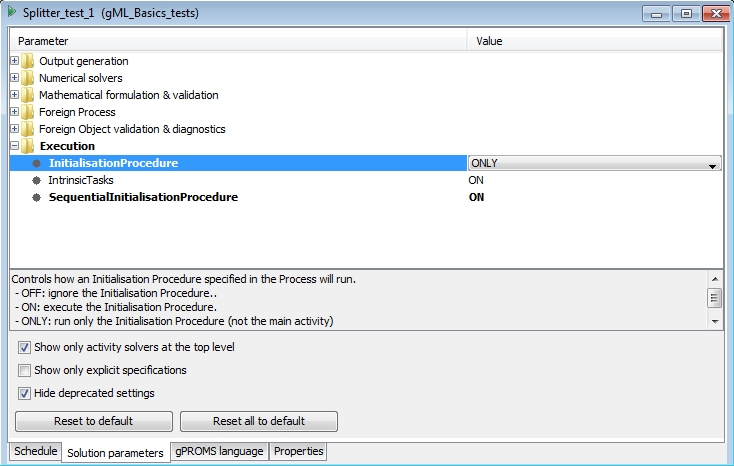 Splitter_test_1 (gML_Basics_tests)
Parameter Value
Output generation
Numerical solvers
Mathematical formulation & validation
Foreign Process
Foreign Object validation & diagnostics
Execution
InitialisationProcedure ONLY
IntrinsicTasks ON
SequentialInitialisationProcedure ON
Controls how an Initialisation Procedure specified in the Process will run.
- OFF: ignore the Initialisation Procedure..
- ON: execute the Initialisation Procedure.
- ONLY: run only the Initialisation Procedure (not the main activity)
Show only activity solvers at the top level
Show only explicit specifications
Hide deprecated settings
Reset to default Reset all to default
Schedule Solution parameters gPROMS language Properties